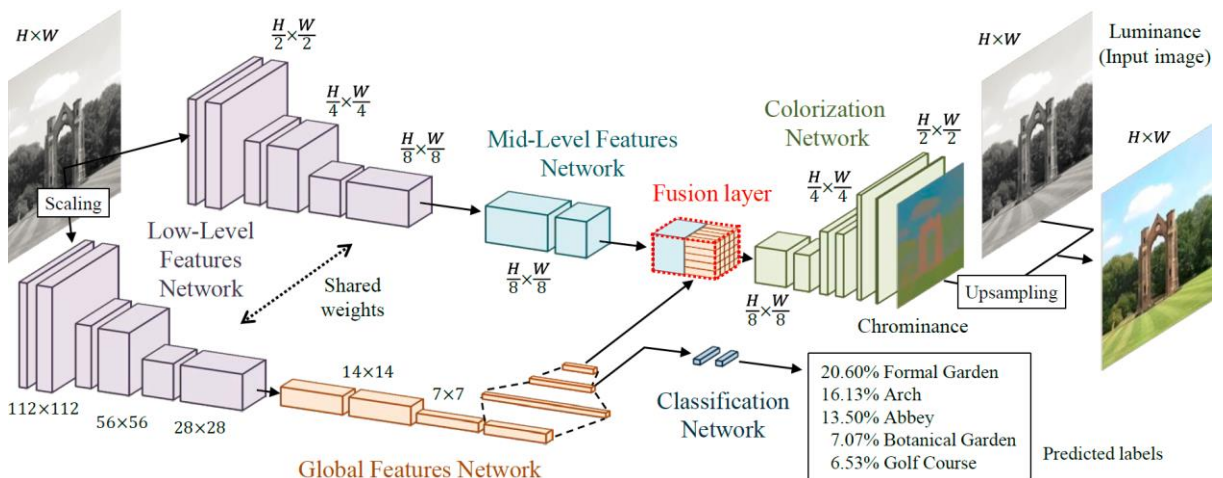 H×W
Scaling
H/2 × W/2
H/4 × W/4
H/8 × W/8
Low-Level
Features
Network
Shared
weights
112×112
56×56
28×28
14×14
7×7
Global Features Network
Mid-Level Features
Network
H/8 × W/8
Fusion layer
H/8 × W/8
Colorization
Network
H/4 × W/4
H/2 × W/2
Chrominance
H×W
Luminance
(Input image)
H×W
Upsampling
Classification
Network
20.60% Formal Garden
16.13% Arch
13.50% Abbey
7.07% Botanical Garden
6.53% Golf Course
Predicted labels